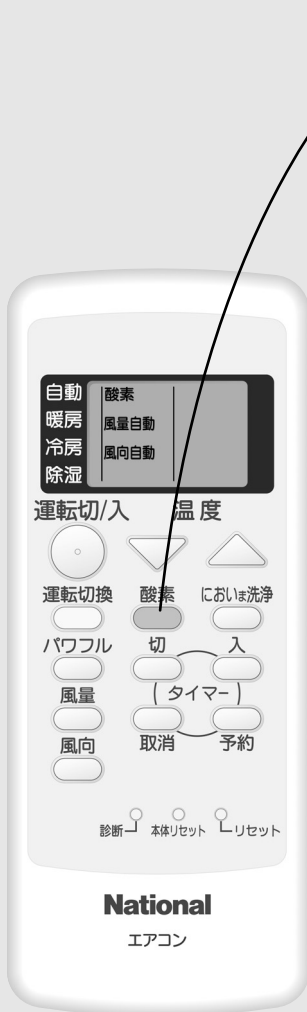 自動
暖房
冷房
除湿
酸素
風量自動
風向自動
運転切/入
温度
運転切換
酸素
においま洗浄
パワフル
切
入
風量
(タイマー)
風向
取消
予約
診断
本体リセット
リセット
National
エアコン